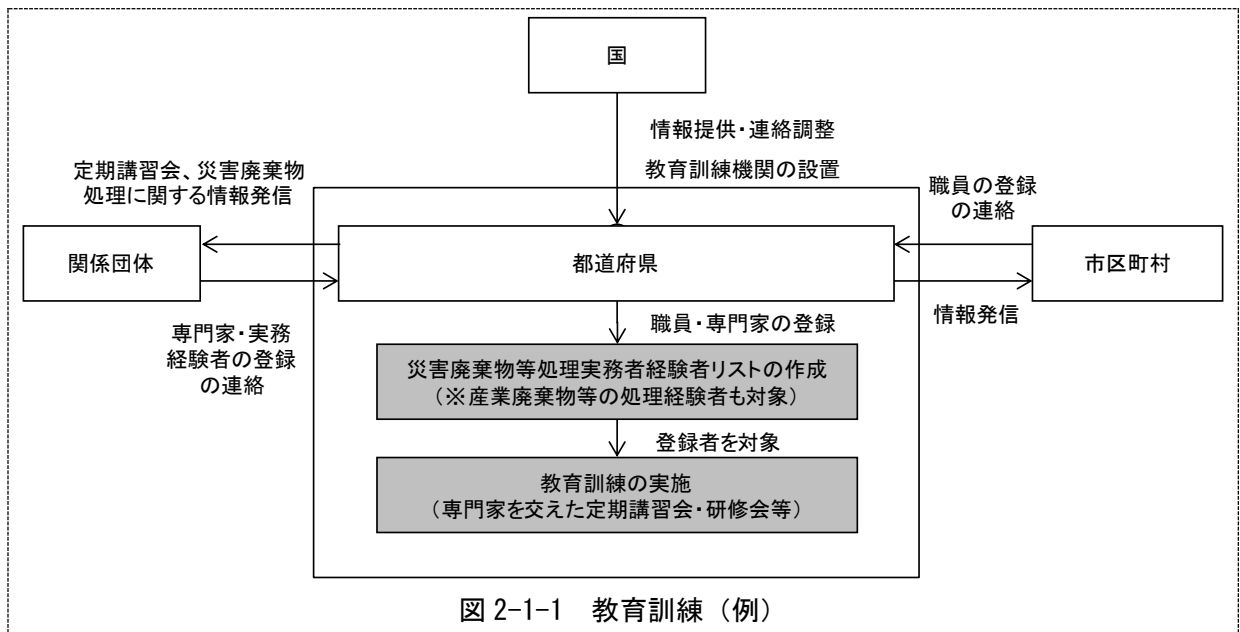 国
情報提供・連絡調整
教育訓練機関の設置
定期講習会、災害廃棄物
処理に関する情報発信
職員の登録
の連絡
関係団体
都道府県
市区町村
専門家・実務
経験者の登録
の連絡
職員・専門家の登録
情報発信
災害廃棄物等処理実務者経験者リストの作成
（※産業廃棄物等の処理経験者も対象）
登録者を対象
教育訓練の実施
（専門家を交えた定期講習会・研修会等）
図 2-1-1 教育訓練（例）